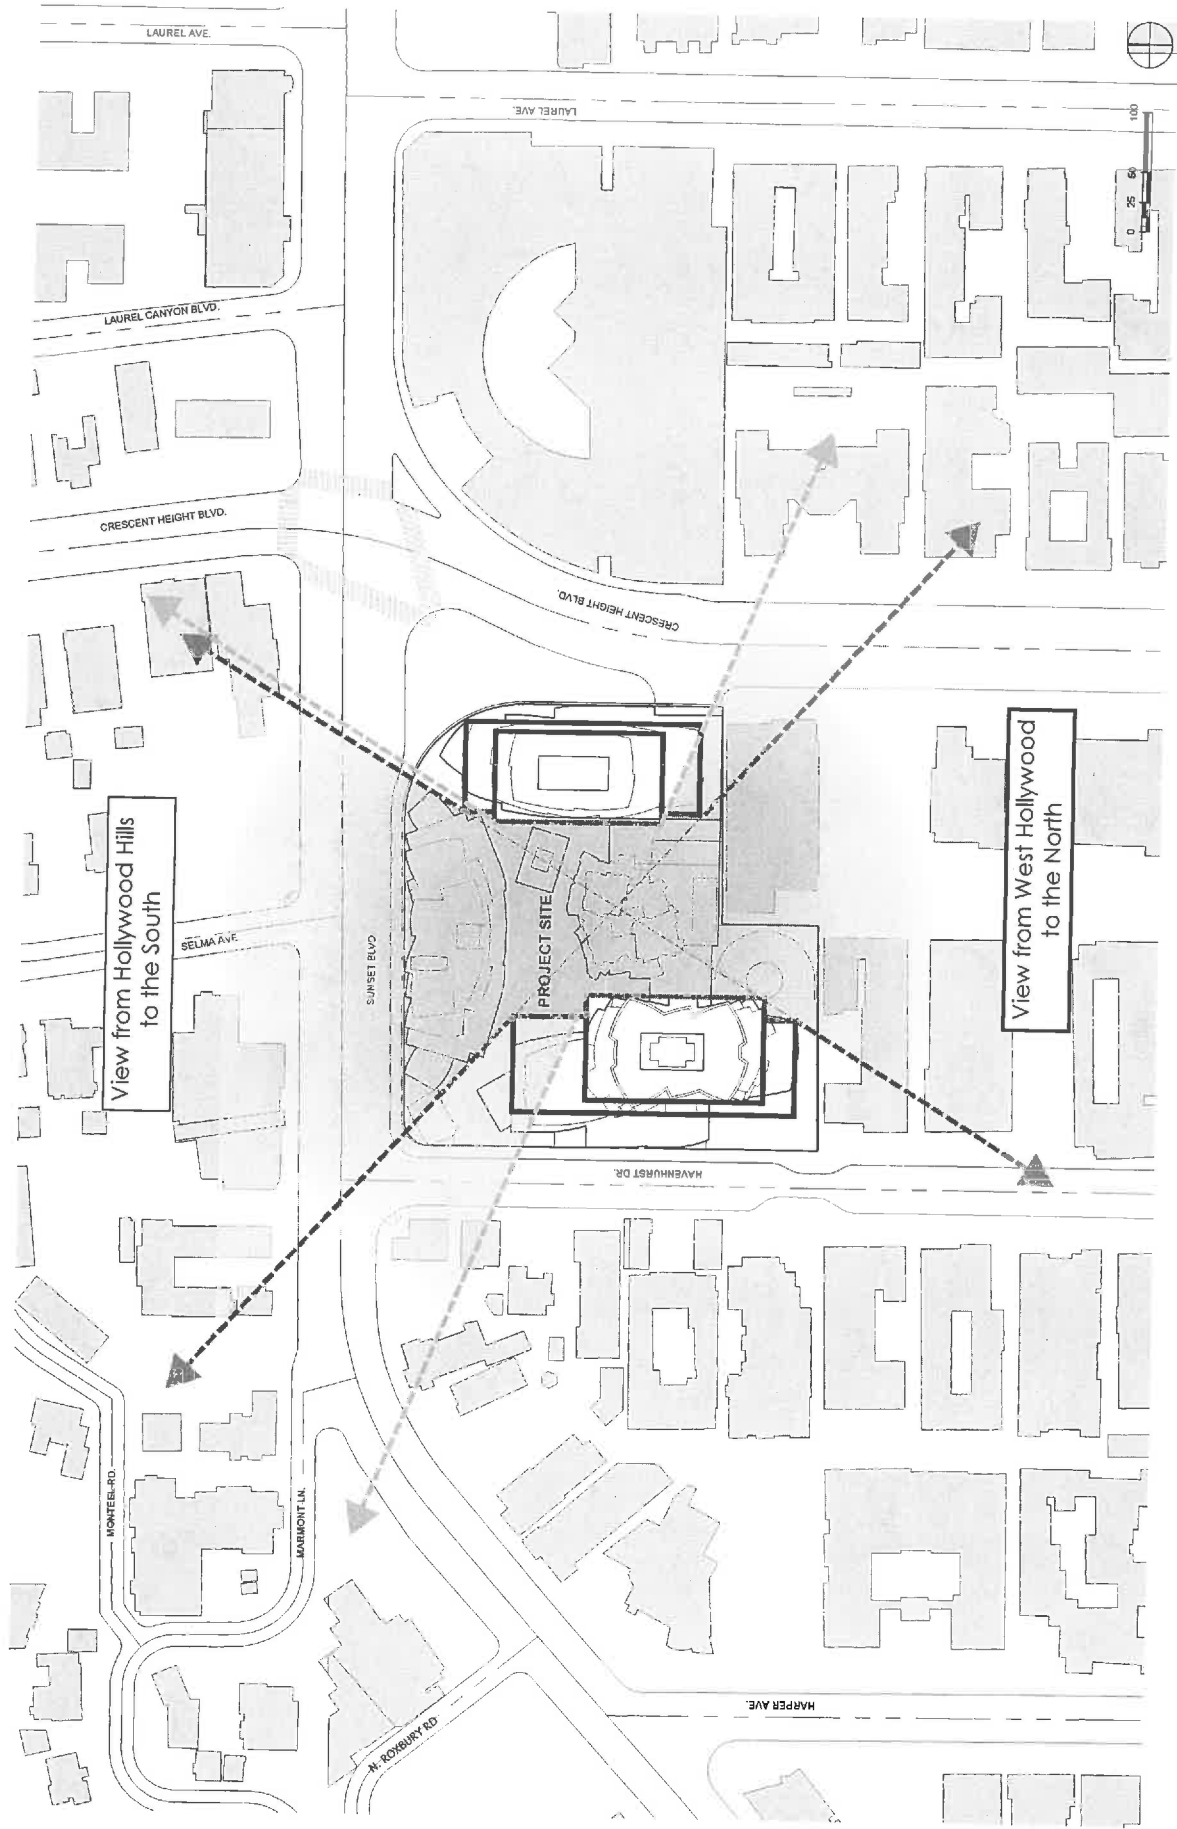 LAUREL AVE.
LAUREL AVE.
LAUREL CANYON BLVD.
CRESCENT HEIGHT BLVD.
CRESCENT HEIGHT BLVD.
0 25 50 100
View from Hollywood Hills
to the South
SELMA AVE.
SUNSET BLVD
PROJECT SITE
View from West Hollywood
to the North
HAVENHURST DR.
MONTEEL RD.
MARMONT LN.
N. ROXBURY RD
HARPER AVE.